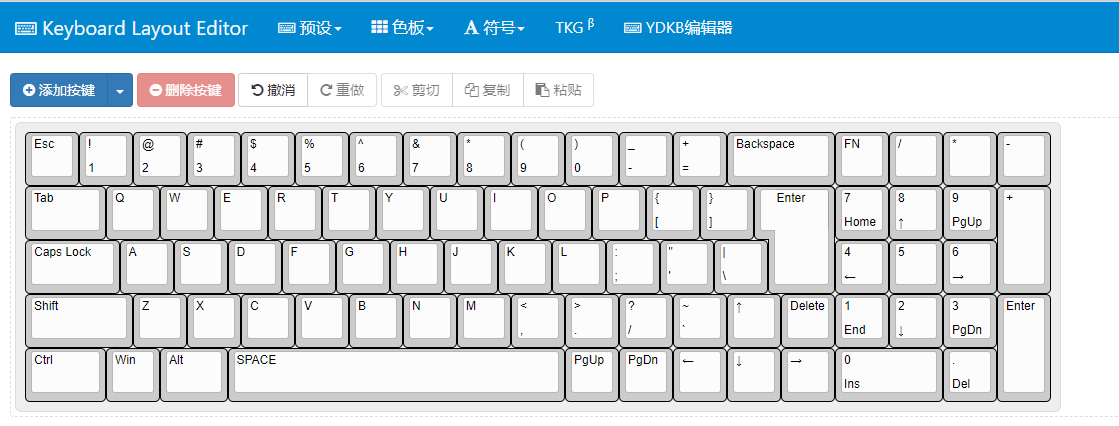 Keyboard Layout Editor 预设 色板 A 符号 TKG β YDKB编辑器
添加按键 删除按键 撤消 重做 剪切 复制 粘贴
Esc ! @ # $ % ^ & * ( ) _ + Backspace FN / * -
1 2 3 4 5 6 7 8 9 0 - =
Tab Q W E R T Y U I O P { } Enter 7 8 9 +
[ ] Home ↑ PgUp
Caps Lock A S D F G H J K L : " | 4 5 6
; ' \ ← →
Shift Z X C V B N M < > ? ~ ↑ Delete 1 2 3 Enter
, . / ` End ↓ PgDn
Ctrl Win Alt SPACE PgUp PgDn ← ↓ → 0 .
Ins Del